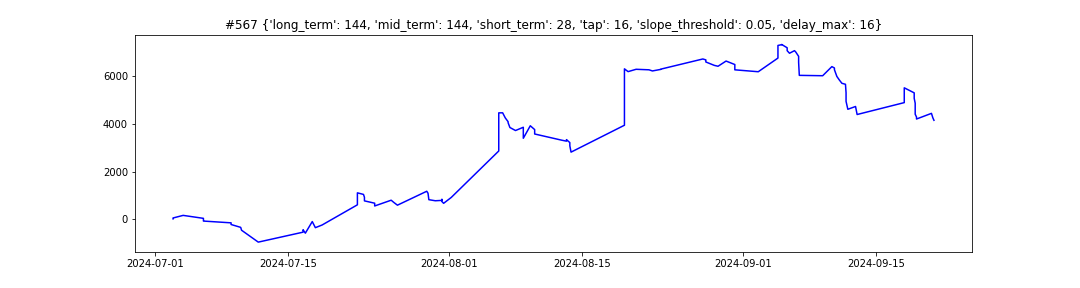 #567 {'long_term': 144, 'mid_term': 144, 'short_term': 28, 'tap': 16, 'slope_threshold': 0.05, 'delay_max': 16}
6000
4000
2000
0
2024-07-01 2024-07-15 2024-08-01 2024-08-15 2024-09-01 2024-09-15